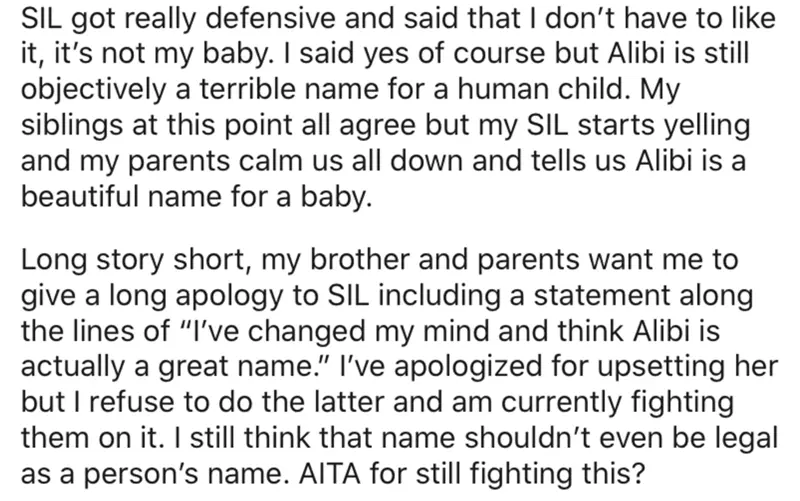 SIL got really defensive and said that I don’t have to like
it, it’s not my baby. I said yes of course but Alibi is still
objectively a terrible name for a human child. My
siblings at this point all agree but my SIL starts yelling
and my parents calm us all down and tells us Alibi is a
beautiful name for a baby.
Long story short, my brother and parents want me to
give a long apology to SIL including a statement along
the lines of “I’ve changed my mind and think Alibi is
actually a great name.” I’ve apologized for upsetting her
but I refuse to do the latter and am currently fighting
them on it. I still think that name shouldn’t even be legal
as a person’s name. AITA for still fighting this?